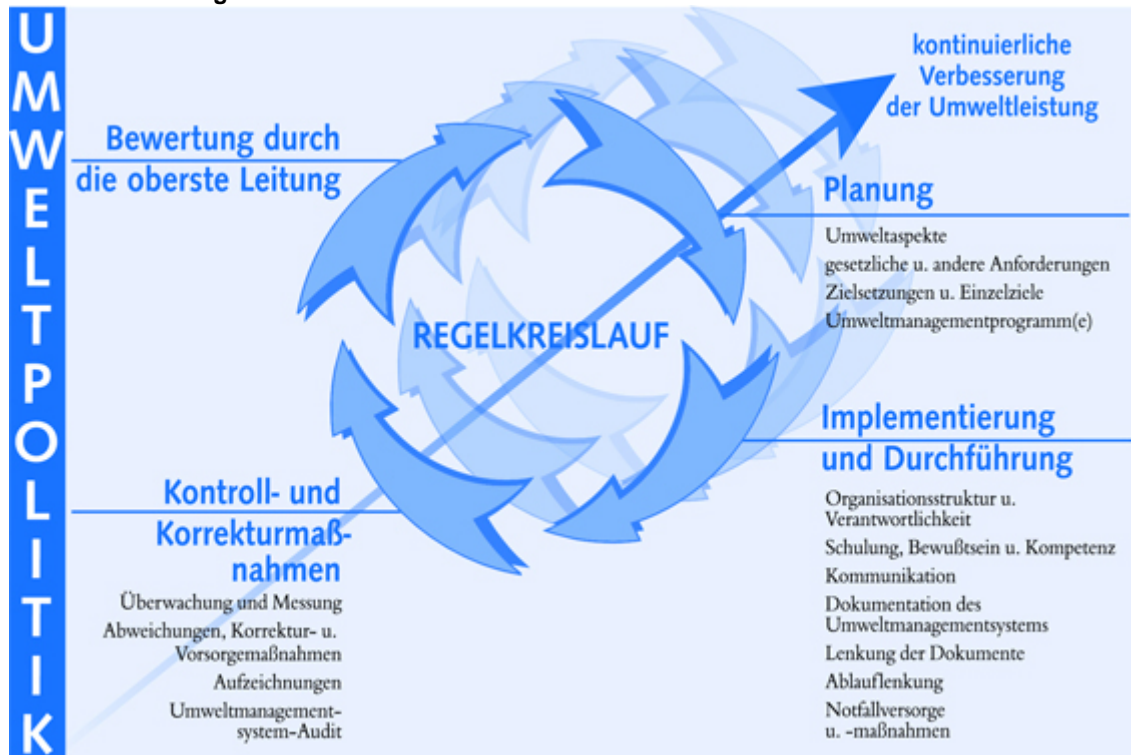 UMWELTPOLITIK
kontinuierliche
Verbesserung
der Umweltleistung
Bewertung durch
die oberste Leitung
Planung
Umweltaspekte
gesetzliche u. andere Anforderungen
Zielsetzungen u. Einzelziele
Umweltmanagementprogramm(e)
REGELKREISLAUF
Implementierung
und Durchführung
Organisationsstruktur u.
Verantwortlichkeit
Schulung, Bewußtsein u. Kompetenz
Kommunikation
Dokumentation des
Umweltmanagementsystems
Lenkung der Dokumente
Ablauflenkung
Notfallversorge
u. -maßnahmen
Kontroll- und
Korrekturmaß-
nahmen
Überwachung und Messung
Abweichungen, Korrektur- u.
Vorsorgemaßnahmen
Aufzeichnungen
Umweltmanagement-
system-Audit